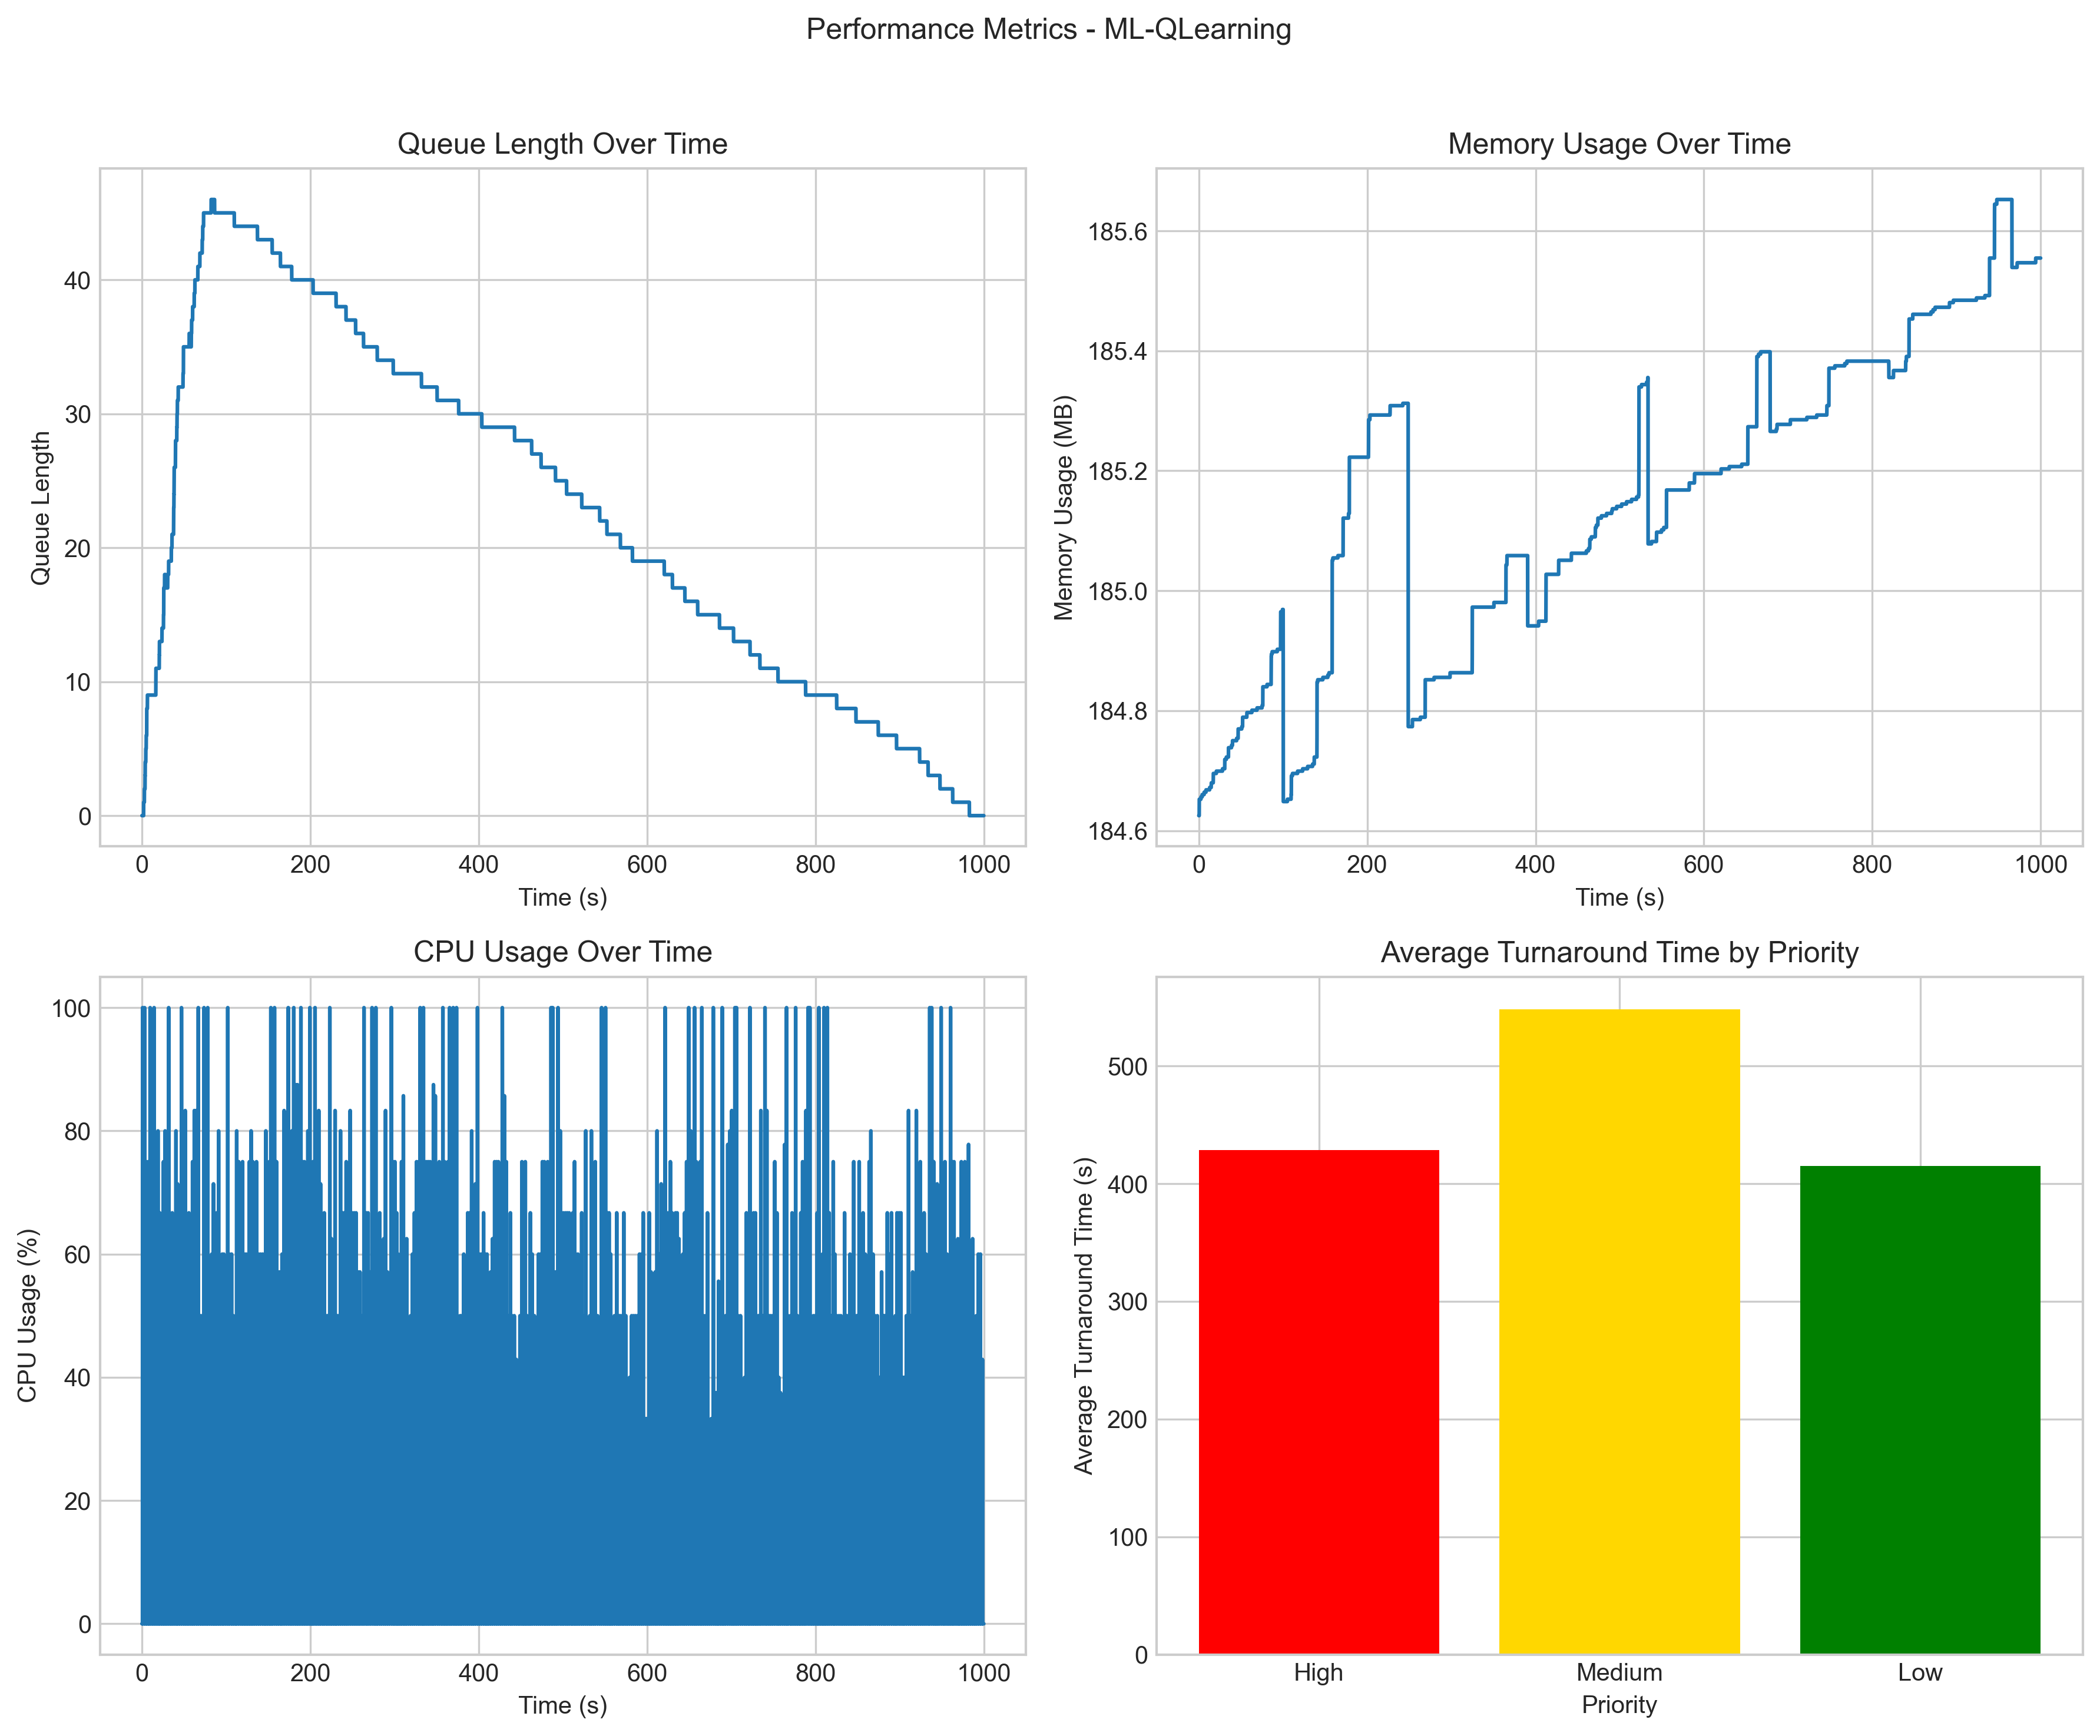 Performance Metrics - ML-QLearning
Queue Length Over Time
Queue Length
40
30
20
10
0
0 200 400 600 800 1000
Time (s)
Memory Usage Over Time
Memory Usage (MB)
185.6
185.4
185.2
185.0
184.8
184.6
0 200 400 600 800 1000
Time (s)
CPU Usage Over Time
CPU Usage (%)
100
80
60
40
20
0
0 200 400 600 800 1000
Time (s)
Average Turnaround Time by Priority
Average Turnaround Time (s)
500
400
300
200
100
0
High Medium Low
Priority